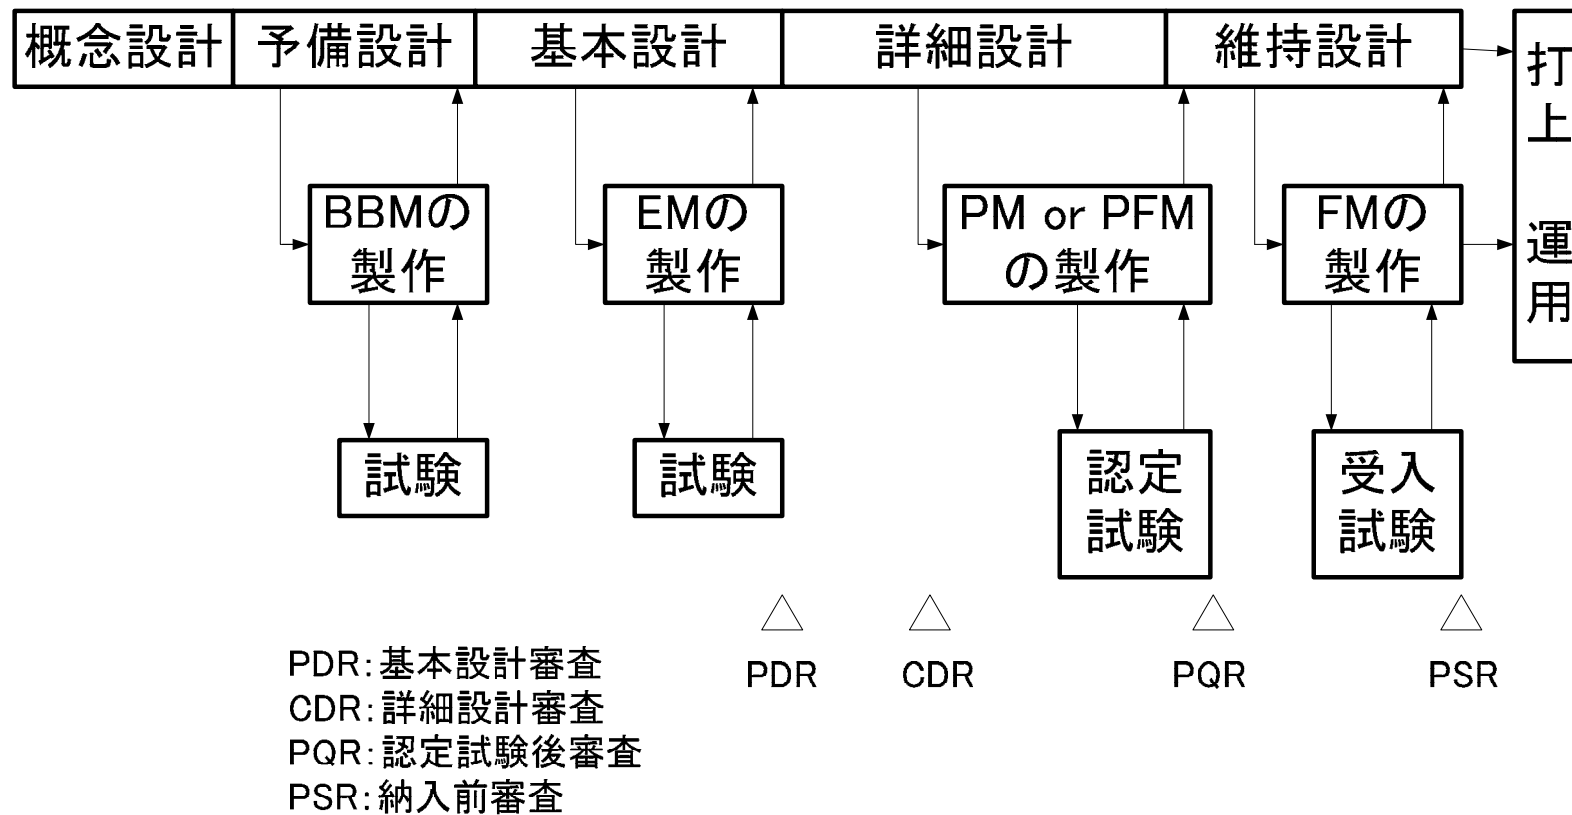 概念設計
予備設計
基本設計
詳細設計
維持設計
打
上
運
用
BBMの
製作
EMの
製作
PM or PFM
の製作
FMの
製作
試験
試験
認定
試験
受入
試験
PDR
CDR
PQR
PSR
PDR:基本設計審査
CDR:詳細設計審査
PQR:認定試験後審査
PSR:納入前審査